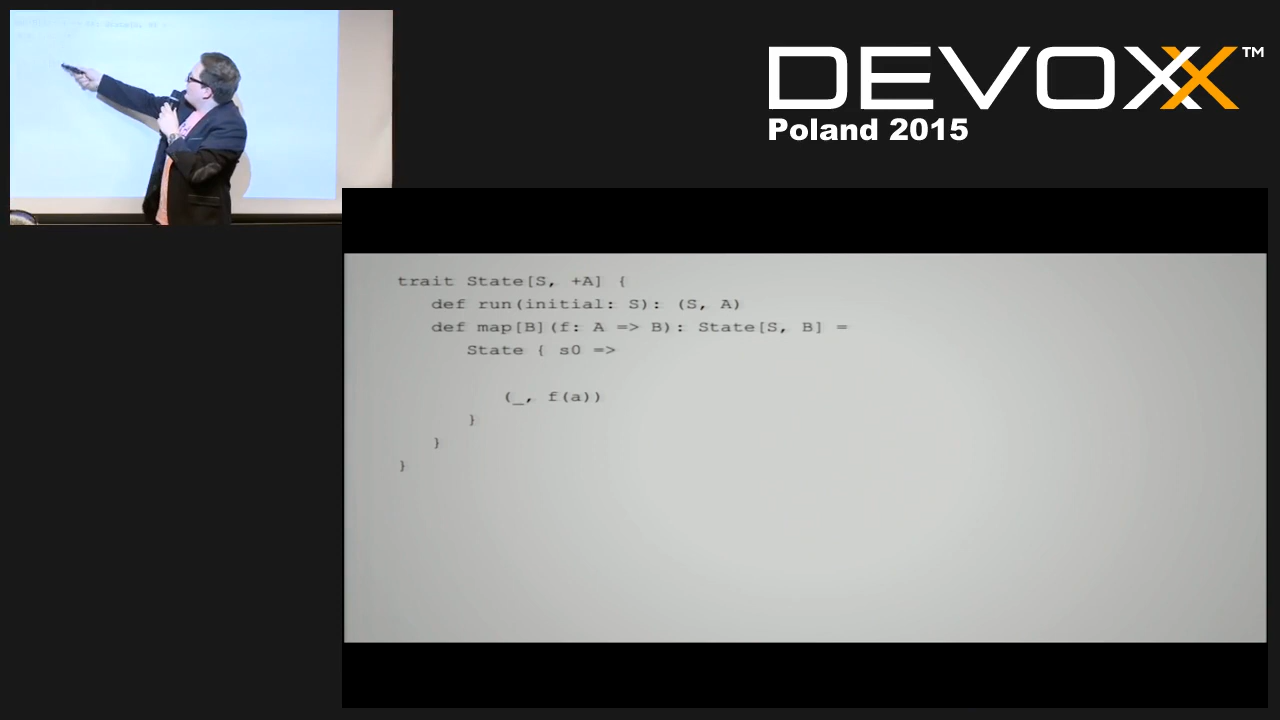 DEVOXX™
Poland 2015
trait State[S, +A] {
def run(initial: S): (S, A)
def map[B](f: A => B): State[S, B] =
State { s0 =>
(_, f(a))
}
}
}